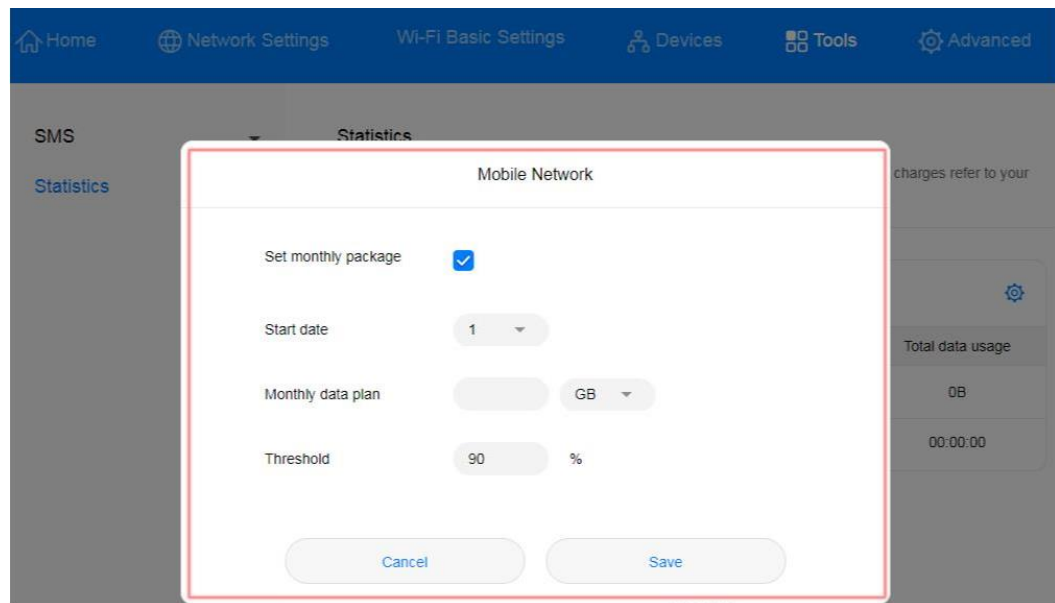 Home Network Settings Wi-Fi Basic Settings Devices Tools Advanced
SMS
Statistics
Statistics
charges refer to your
Mobile Network
Set monthly package
Start date 1
Monthly data plan GB
Threshold 90 %
Cancel Save
Total data usage
0B
00:00:00